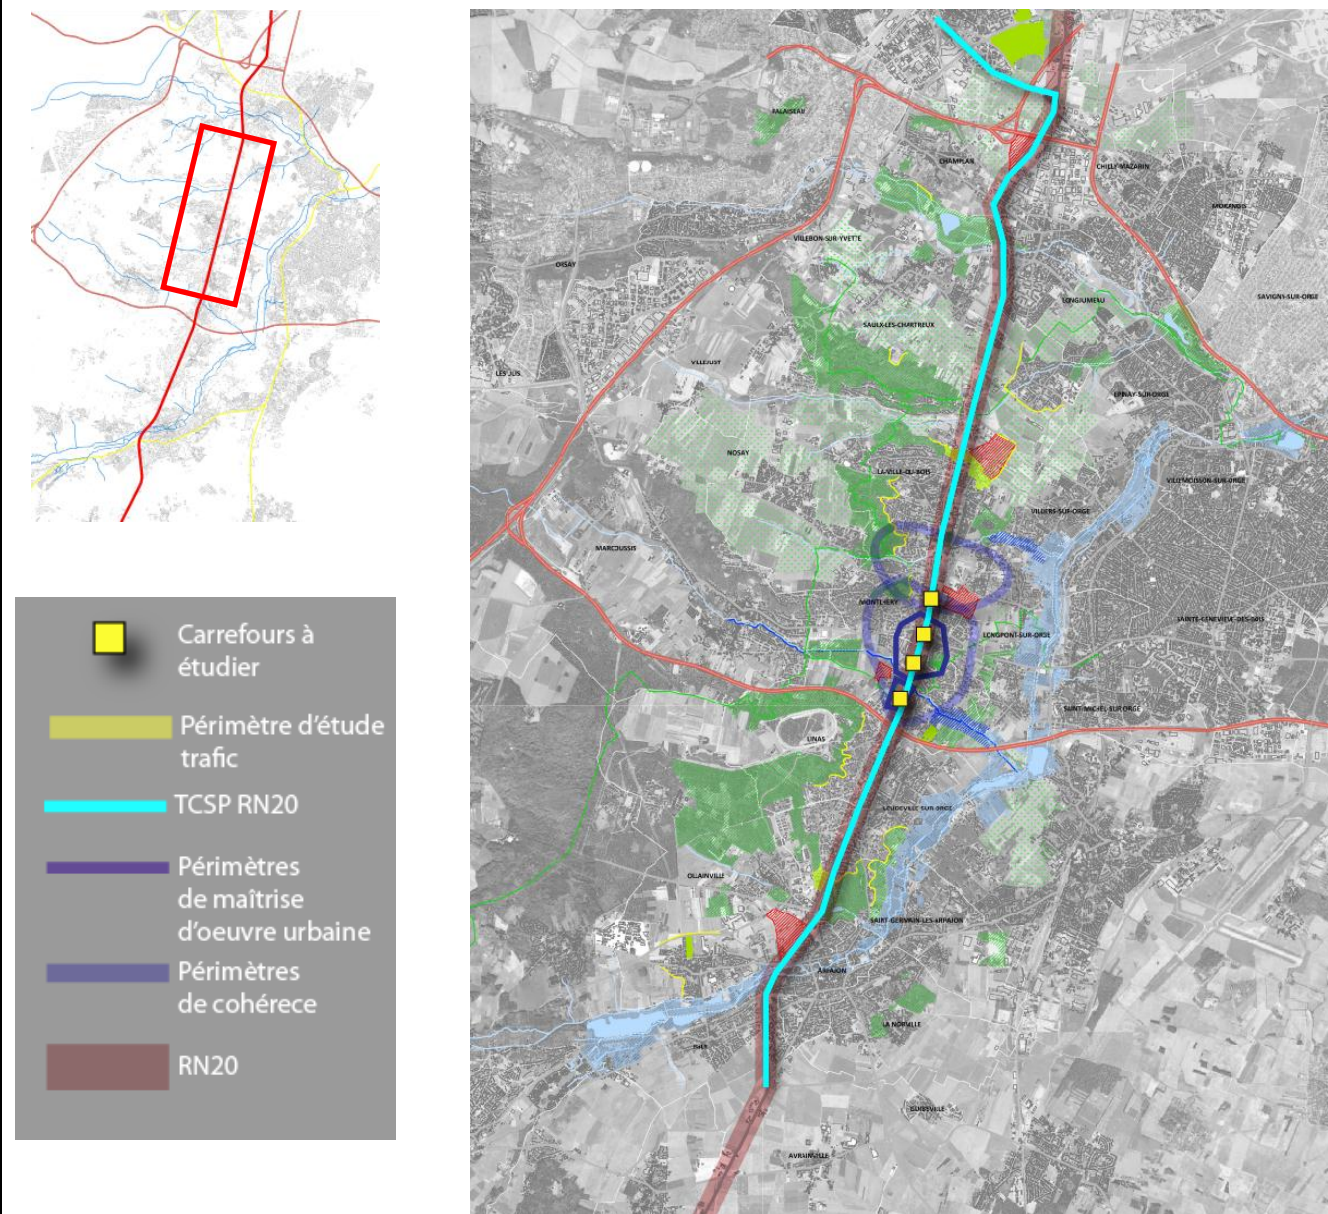 Carrefours à
étudier
Périmètre d'étude
trafic
TCSP RN20
Périmètres
de maîtrise
d'oeuvre urbaine
Périmètres
de cohérece
RN20
PALAISEAU
CHAMPLAN
CHILLY-MAZARIN
MORANGIS
VILLEBON-SUR-YVETTE
ORSAY
SAVIGNY-SUR-ORGE
LONGJUMEAU
SAULX-LES-CHARTREUX
VILLEJUST
LES ULIS
EPINAY-SUR-ORGE
NOSAY
LA-VILLE-DU-BOIS
VILLEMOISSON-SUR-ORGE
VILLIERS-SUR-ORGE
MARCOUSSIS
MONTLHERY
SAINTE-GENEVIEVE-DES-BOIS
LONGPONT-SUR-ORGE
SAINT-MICHEL-SUR-ORGE
LINAS
LEUDEVILLE-SUR-ORGE
OLLAINVILLE
SAINT-GERMAIN-LES-ARPAJON
ARPAJON
LA NORVILLE
GUIBEVILLE
AVRAINVILLE